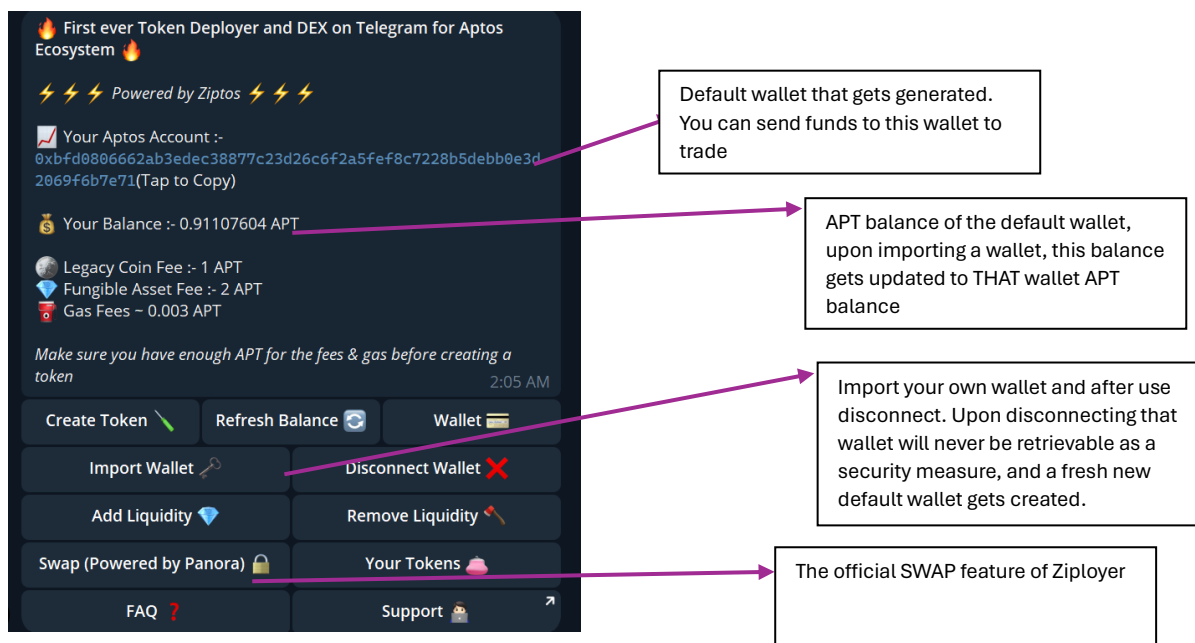 🔥 First ever Token Deployer and DEX on Telegram for Aptos
Ecosystem 🔥
⚡ ⚡ ⚡ Powered by Ziptos ⚡ ⚡ ⚡
📈 Your Aptos Account :-
0xbfd0806662ab3edec38877c23d26c6f2a5fef8c7228b5debb0e3d
2069f6b7e71(Tap to Copy)
💰 Your Balance :- 0.91107604 APT
🪙 Legacy Coin Fee :- 1 APT
💎 Fungible Asset Fee :- 2 APT
⛽ Gas Fees ~ 0.003 APT
Make sure you have enough APT for the fees & gas before creating a
token
2:05 AM
Create Token 🪛 Refresh Balance 🔄 Wallet 💳
Import Wallet 🗝 Disconnect Wallet ❌
Add Liquidity 💎 Remove Liquidity 🪓
Swap (Powered by Panora) 🔒 Your Tokens 👛
FAQ ❓ Support 🧑‍💻
Default wallet that gets generated.
You can send funds to this wallet to
trade
APT balance of the default wallet,
upon importing a wallet, this balance
gets updated to THAT wallet APT
balance
Import your own wallet and after use
disconnect. Upon disconnecting that
wallet will never be retrievable as a
security measure, and a fresh new
default wallet gets created.
The official SWAP feature of Ziployer